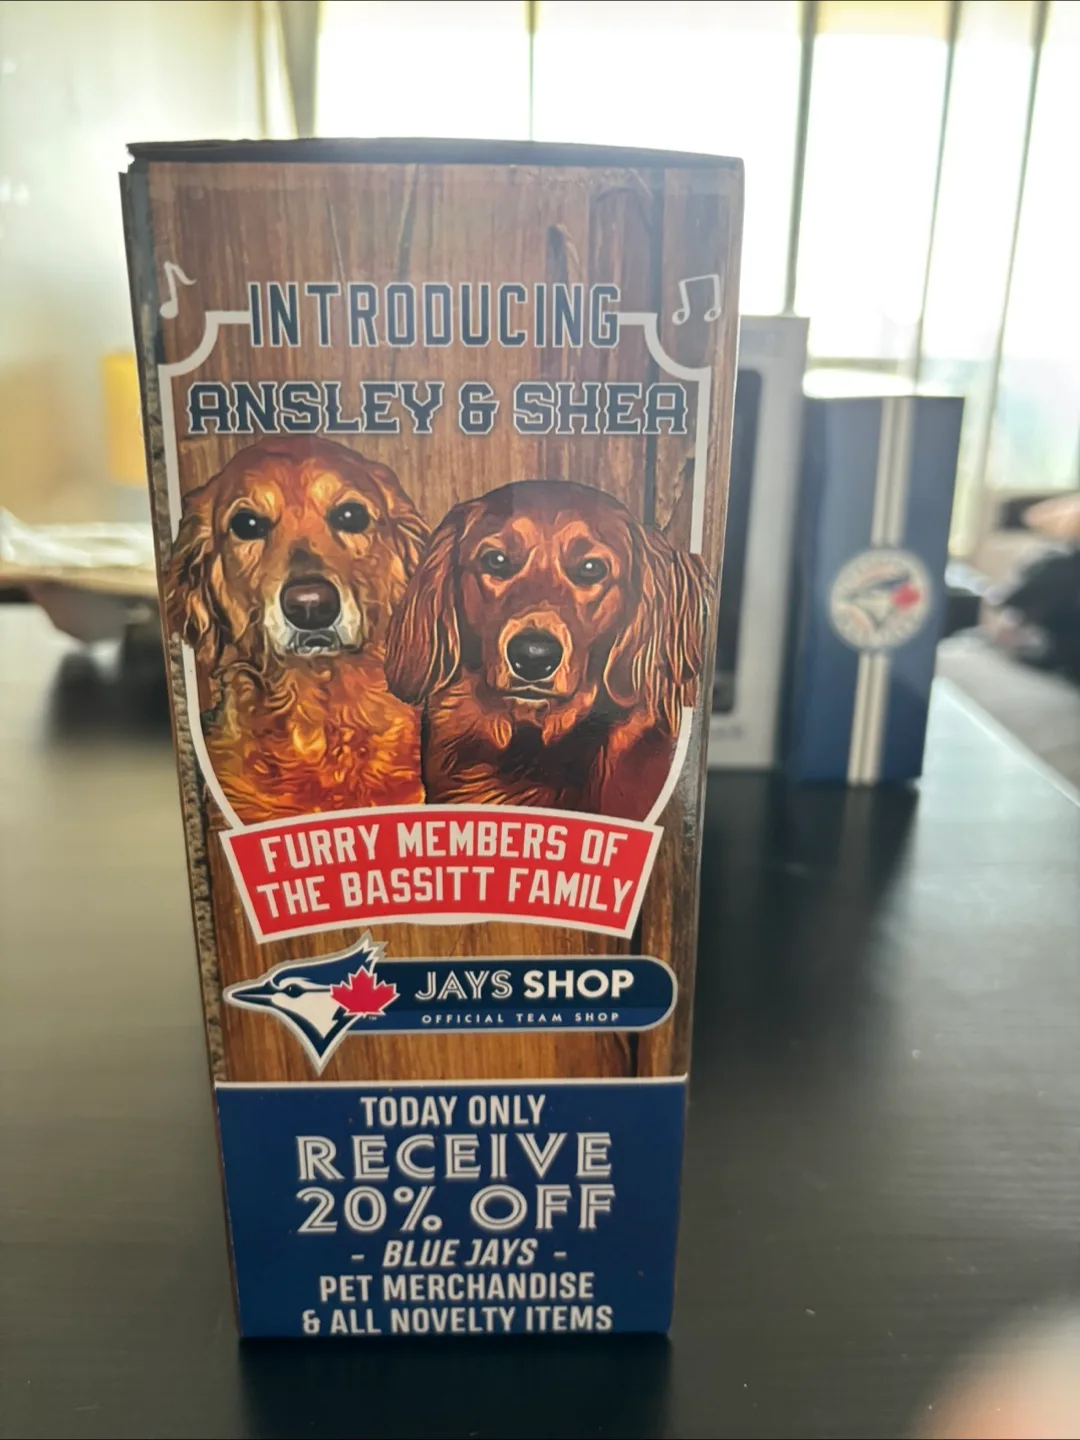 INTRODUCING
ANSLEY & SHEA
FURRY MEMBERS OF
THE BASSITT FAMILY
JAYS SHOP
OFFICIAL TEAM SHOP
TODAY ONLY
RECEIVE
20% OFF
- BLUE JAYS -
PET MERCHANDISE
& ALL NOVELTY ITEMS